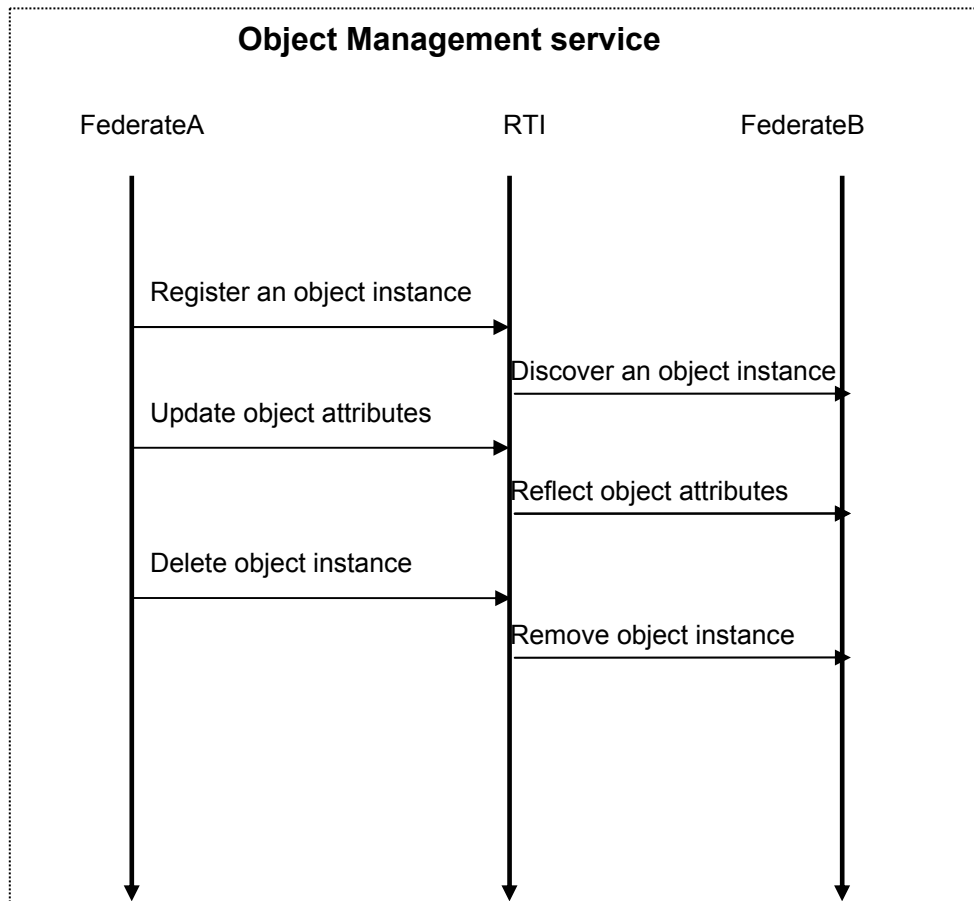 Object Management service
FederateA
RTI
FederateB
Register an object instance
Discover an object instance
Update object attributes
Reflect object attributes
Delete object instance
Remove object instance